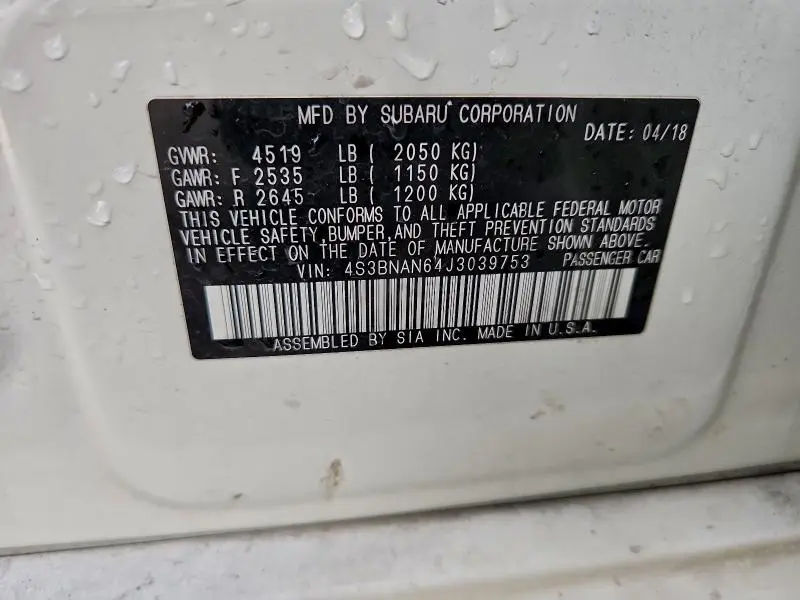 MFD BY SUBARU CORPORATION
DATE: 04/18
GVWR: 4519 LB ( 2050 KG)
GAWR: F 2535 LB ( 1150 KG)
GAWR: R 2645 LB ( 1200 KG)
THIS VEHICLE CONFORMS TO ALL APPLICABLE FEDERAL MOTOR
VEHICLE SAFETY,BUMPER,AND THEFT PREVENTION STANDARDS
IN EFFECT ON THE DATE OF MANUFACTURE SHOWN ABOVE.
VIN: 4S3BNAN64J3039753 PASSENGER CAR
ASSEMBLED BY SIA INC. MADE IN U.S.A.